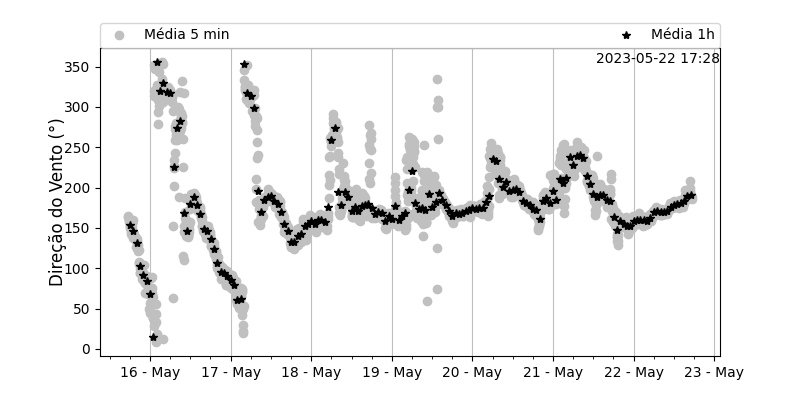 Média 5 min
Média 1h
2023-05-22 17:28
Direção do Vento (°)
350
300
250
200
150
100
50
0
16 - May
17 - May
18 - May
19 - May
20 - May
21 - May
22 - May
23 - May